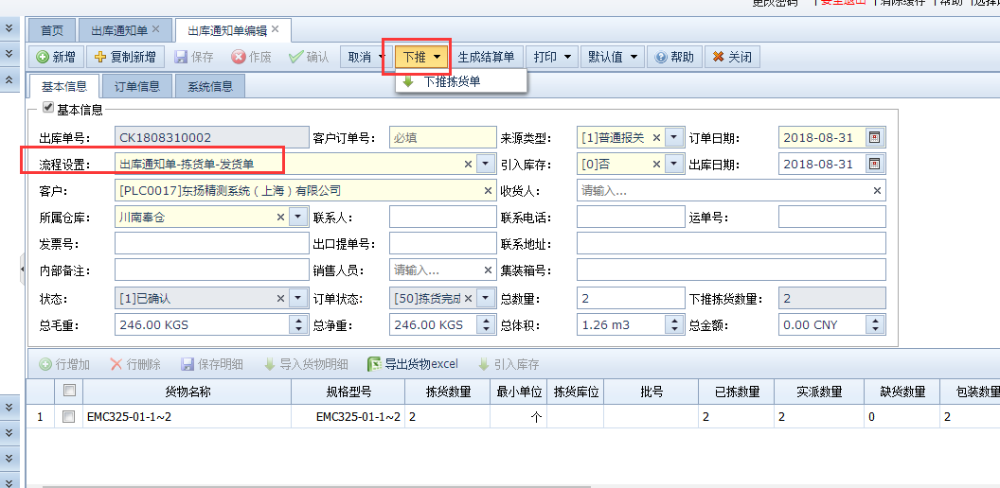 更改密码 安全退出 清除缓存 帮助
首页 出库通知单 出库通知单编辑
新增 复制新增 保存 作废 确认 取消 下推 生成结算单 打印 默认值 帮助 关闭
下推拣货单
基本信息 订单信息 系统信息
基本信息
出库单号： CK1808310002 客户订单号： 必填 来源类型： [1]普通报关 订单日期： 2018-08-31
流程设置： 出库通知单-拣货单-发货单 引入库存： [0]否 出库日期： 2018-08-31
客户： [PLC0017]东扬精测系统（上海）有限公司 收货人： 请输入...
所属仓库： 川南奉仓 联系人： 联系电话： 运单号：
发票号： 出口提单号： 联系地址：
内部备注： 销售人员： 请输入... 集装箱号：
状态： [1]已确认 订单状态： [50]拣货完成 总数量： 2 下推拣货数量： 2
总毛重： 246.00 KGS 总净重： 246.00 KGS 总体积： 1.26 m3 总金额： 0.00 CNY
行增加 行删除 保存明细 导入货物明细 导出货物excel 引入库存
货物名称 规格型号 拣货数量 最小单位 拣货库位 批号 已拣数量 实派数量 缺货数量 包装数量
1 EMC325-01-1~2 EMC325-01-1~2 2 个 2 2 0 2